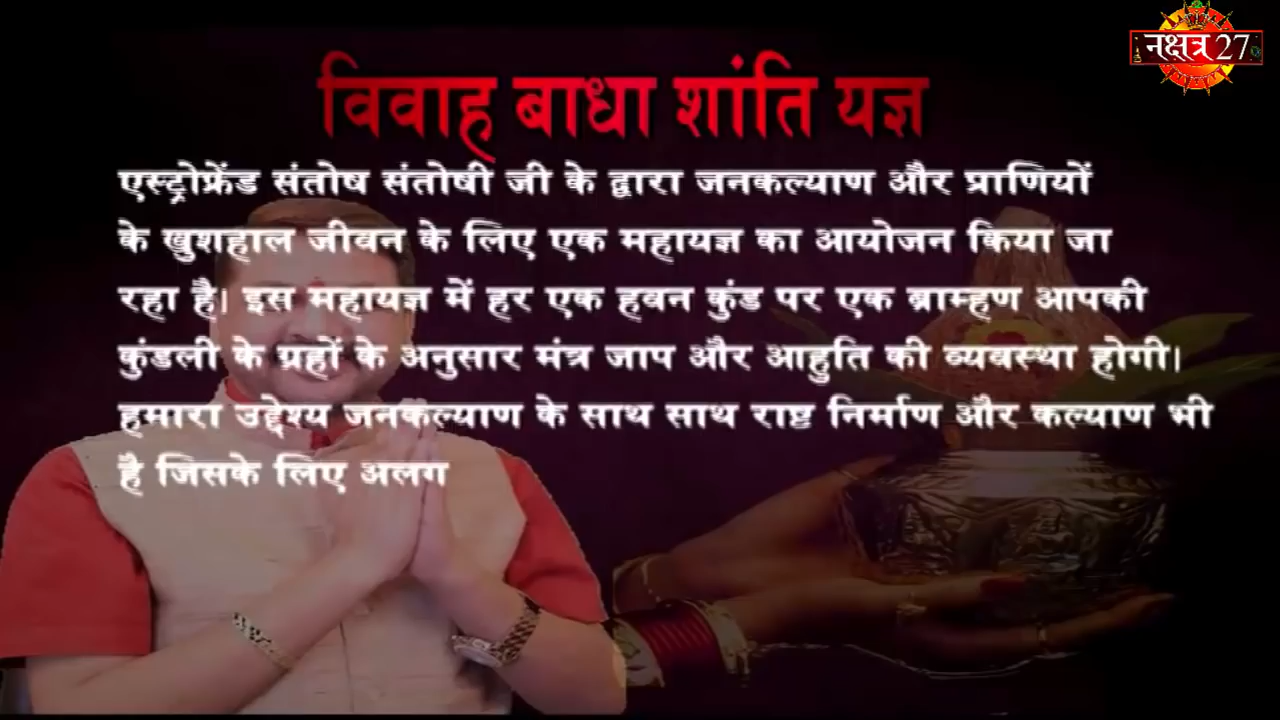 नक्षत्र 27
विवाह बाधा शांति यज्ञ
एस्ट्रोफ्रेंड संतोष संतोषी जी के द्वारा जनकल्याण और प्राणियों
के खुशहाल जीवन के लिए एक महायज्ञ का आयोजन किया जा
रहा है। इस महायज्ञ में हर एक हवन कुंड पर एक ब्राम्हण आपकी
कुंडली के ग्रहों के अनुसार मंत्र जाप और आहुति की व्यवस्था होगी।
हमारा उद्देश्य जनकल्याण के साथ साथ राष्ट निर्माण और कल्याण भी
है जिसके लिए अलग